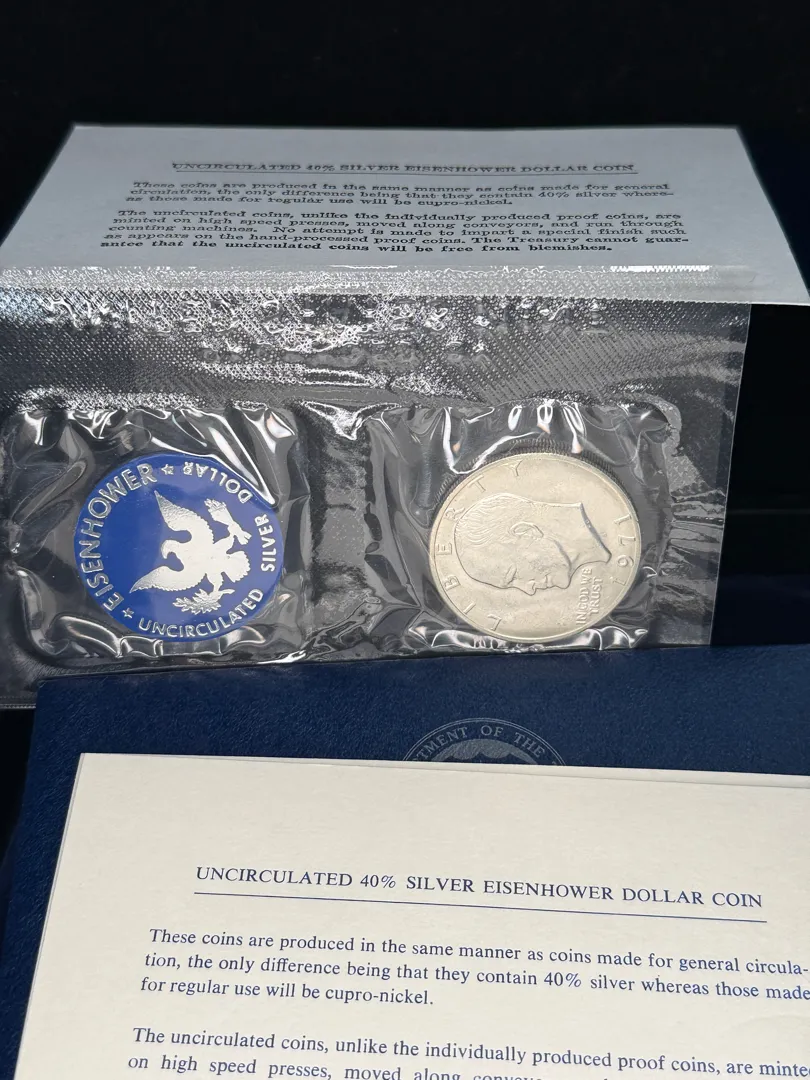 UNCIRCULATED 40% SILVER EISENHOWER DOLLAR COIN
These coins are produced in the same manner as coins made for general
circulation, the only difference being that they contain 40% silver where-
as those made for regular use will be cupro-nickel.
The uncirculated coins, unlike the individually produced proof coins, are
minted on high speed presses, moved along conveyors, and run through
counting machines. No attempt is made to impart a special finish such
as appears on the hand-processed proof coins. The Treasury cannot guar-
antee that the uncirculated coins will be free from blemishes.
EISENHOWER ★ DOLLAR
SILVER
★ UNCIRCULATED
LIBERTY
IN GOD WE
TRUST
1971
TMENT OF THE
UNCIRCULATED 40% SILVER EISENHOWER DOLLAR COIN
These coins are produced in the same manner as coins made for general circula-
tion, the only difference being that they contain 40% silver whereas those made
for regular use will be cupro-nickel.
The uncirculated coins, unlike the individually produced proof coins, are minte
on high speed presses, moved along